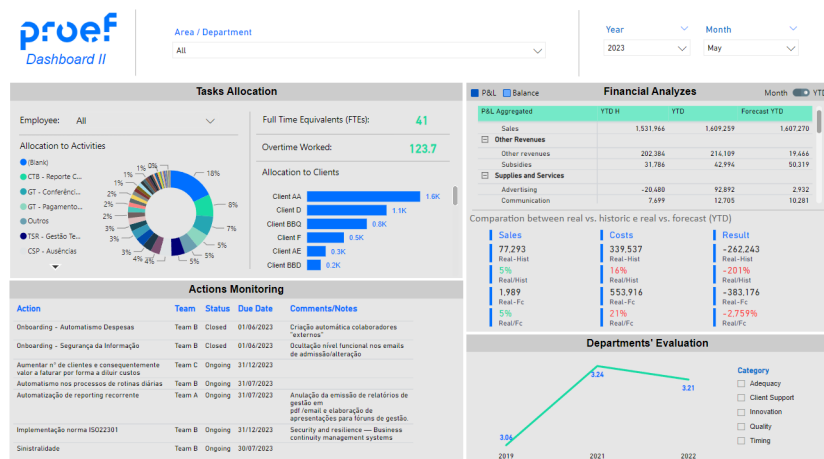 proef
Dashboard II
Area / Department
All
Year
2023
Month
May
Tasks Allocation
Employee: All
Full Time Equivalents (FTEs): 41
Overtime Worked: 123.7
Allocation to Activities
(Blank)
CTB - Reporte C...
GT - Conferênci...
GT - Pagamento...
Outros
TSR - Gestão Te...
CSP - Ausências
18%
8%
7%
5%
5%
5%
4%
4%
3%
3%
2%
2%
2%
1%
1%
1%
0%
Allocation to Clients
Client AA 1.6K
Client D 1.1K
Client BBQ 0.8K
Client F 0.5K
Client AE 0.3K
Client BBD 0.2K
P&L Balance
Financial Analyzes
Month YTD
P&L Aggregated YTD H YTD Forecast YTD
Sales 1.531.966 1.609.259 1.607.270
Other Revenues
Other revenues 202.384 214.109 19.466
Subsidies 31.786 42.994 50.319
Supplies and Services
Advertising -20.480 92.892 2.932
Communication 7.699 12.705 10.281
Comparation between real vs. historic e real vs. forecast (YTD)
Sales
77,293
Real-Hist
5%
Real/Hist
1,989
Real-Fc
5%
Real/Fc
Costs
339,537
Real-Hist
16%
Real/Hist
553,916
Real-Fc
21%
Real/Fc
Result
-262,243
Real-Hist
-201%
Real/Hist
-383,176
Real-Fc
-2,759%
Real/Fc
Actions Monitoring
Action Team Status Due Date Comments/Notes
Onboarding - Automatismo Despesas Team B Closed 01/06/2023 Criação automática colaboradores
"externos"
Onboarding - Segurança da Informação Team B Closed 01/06/2023 Ocultação nível funcional nos emails
de admissão/alteração
Aumentar nº de clientes e consequentemente Team C Ongoing 31/12/2023
valor a faturar por forma a diluir custos
Automatismo nos processos de rotinas diárias Team B Ongoing 31/07/2023
Automatização de reporting recorrente Team A Ongoing 31/07/2023 Anulação da emissão de relatórios de
gestão em
pdf /email e elaboração de
apresentações para fóruns de gestão.
Implementação norma ISO22301 Team B Ongoing 31/12/2023 Security and resilience — Business
continuity management systems
Sinistralidade Team B Ongoing 30/07/2023
Departments' Evaluation
3.06
3.24
3.21
2019 2021 2022
Category
Adequacy
Client Support
Innovation
Quality
Timing